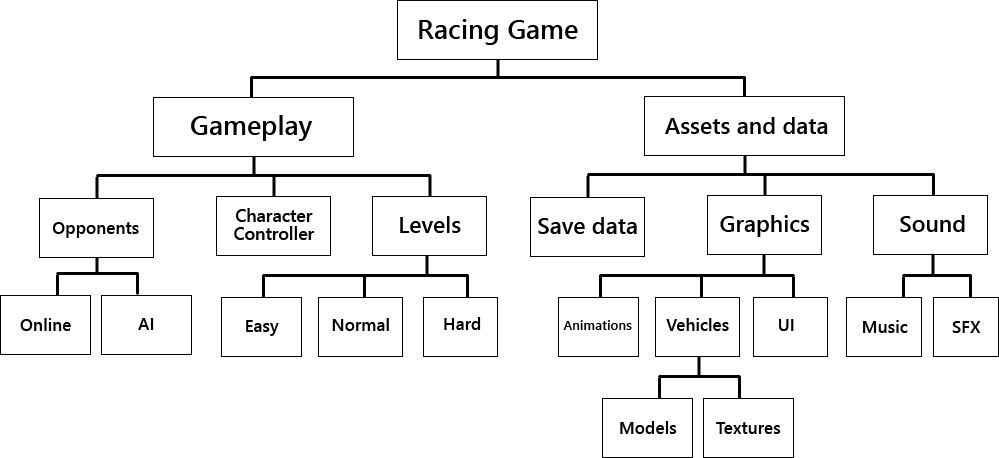 Racing Game
Gameplay
Assets and data
Opponents
Character
Controller
Levels
Save data
Graphics
Sound
Online
AI
Easy
Normal
Hard
Animations
Vehicles
UI
Music
SFX
Models
Textures